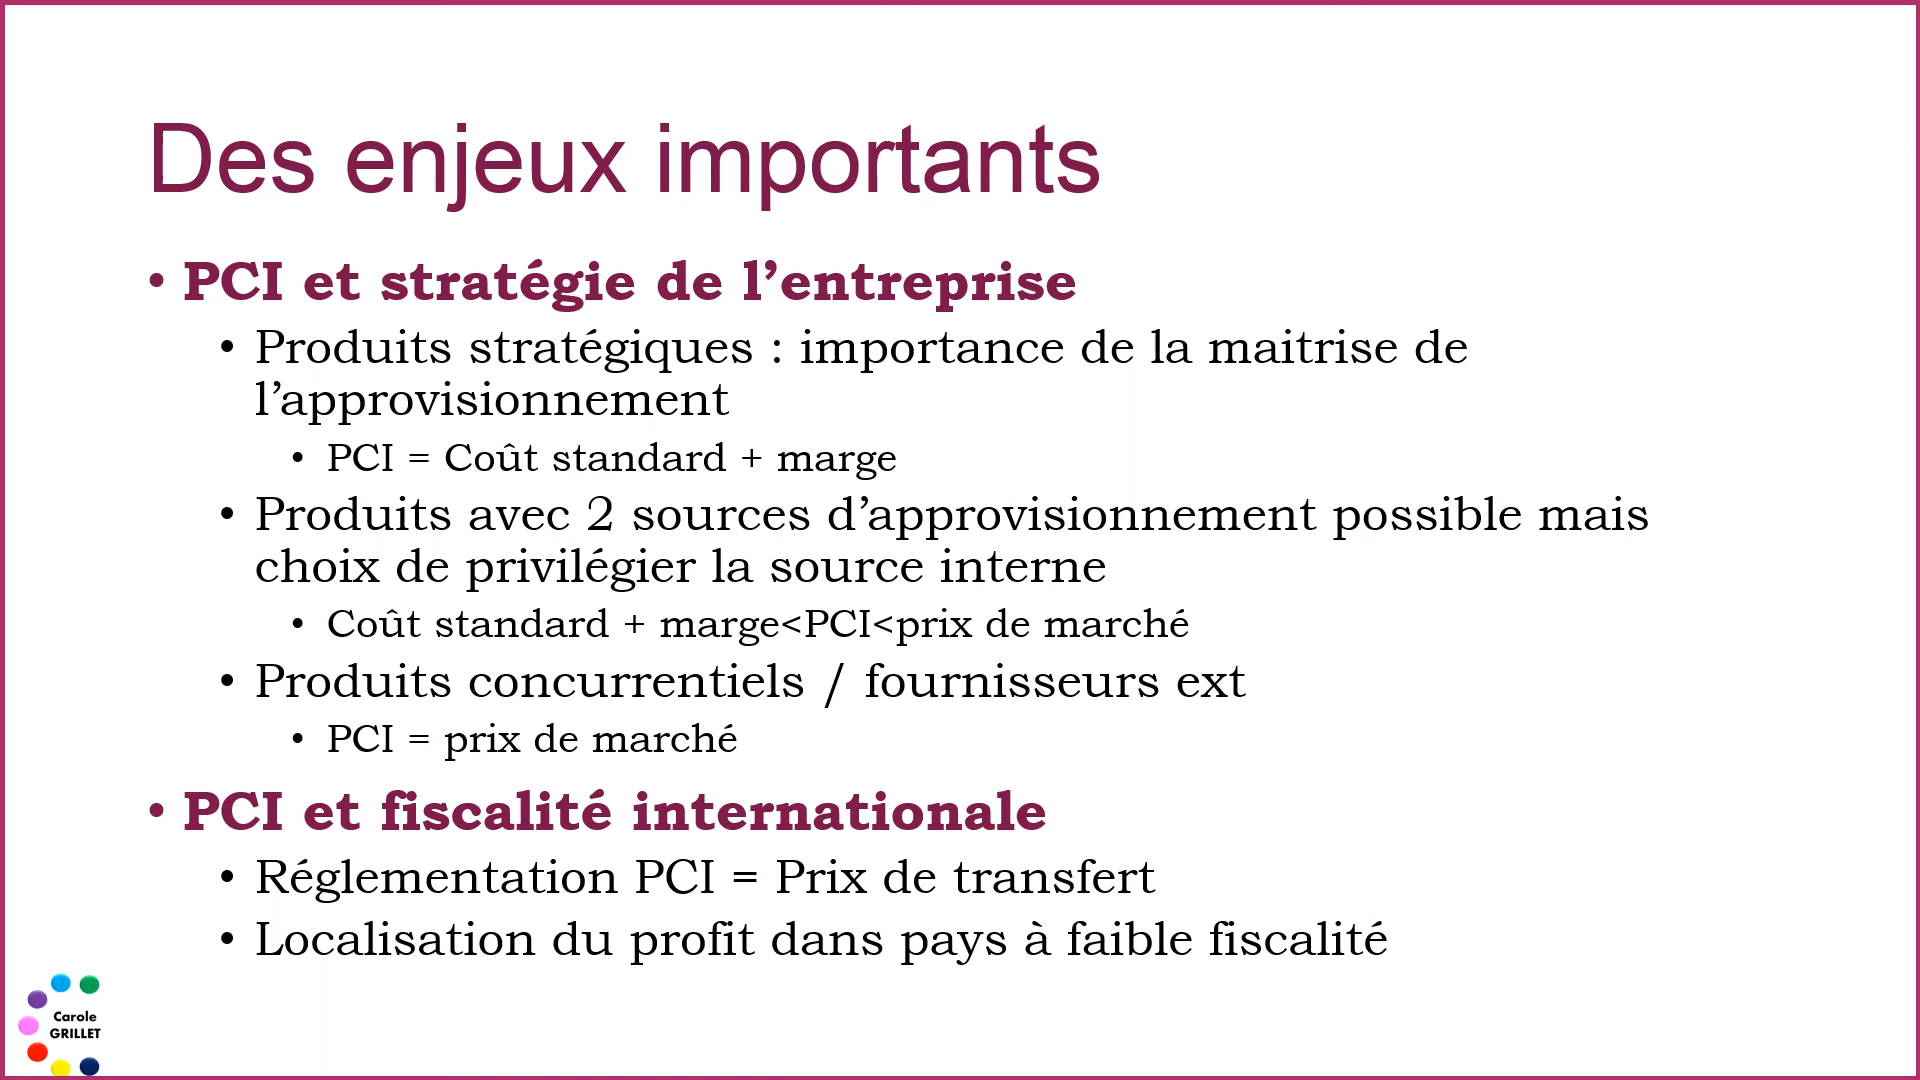 Des enjeux importants
• PCI et stratégie de l’entreprise
• Produits stratégiques : importance de la maitrise de
l’approvisionnement
• PCI = Coût standard + marge
• Produits avec 2 sources d’approvisionnement possible mais
choix de privilégier la source interne
• Coût standard + marge<PCI<prix de marché
• Produits concurrentiels / fournisseurs ext
• PCI = prix de marché
• PCI et fiscalité internationale
• Réglementation PCI = Prix de transfert
• Localisation du profit dans pays à faible fiscalité
Carole
GRILLET